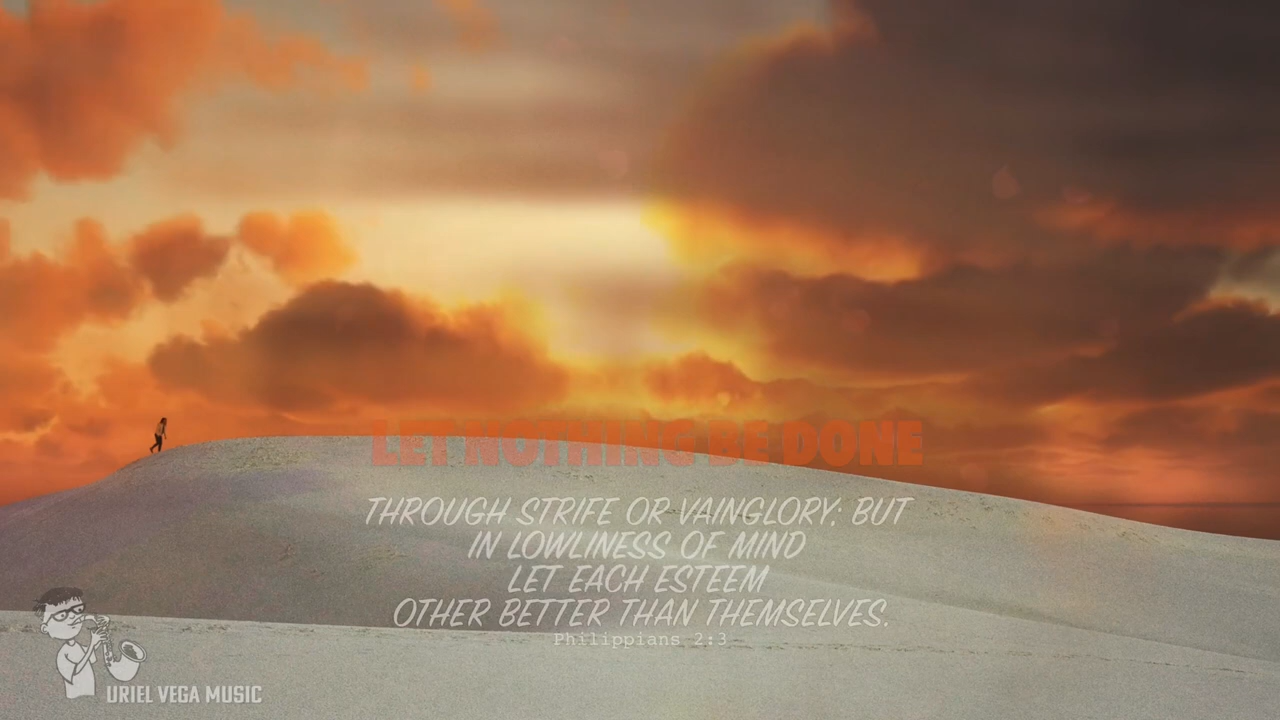 LET NOTHING BE DONE
THROUGH STRIFE OR VAINGLORY; BUT
IN LOWLINESS OF MIND
LET EACH ESTEEM
OTHER BETTER THAN THEMSELVES.
Philippians 2:3
URIEL VEGA MUSIC